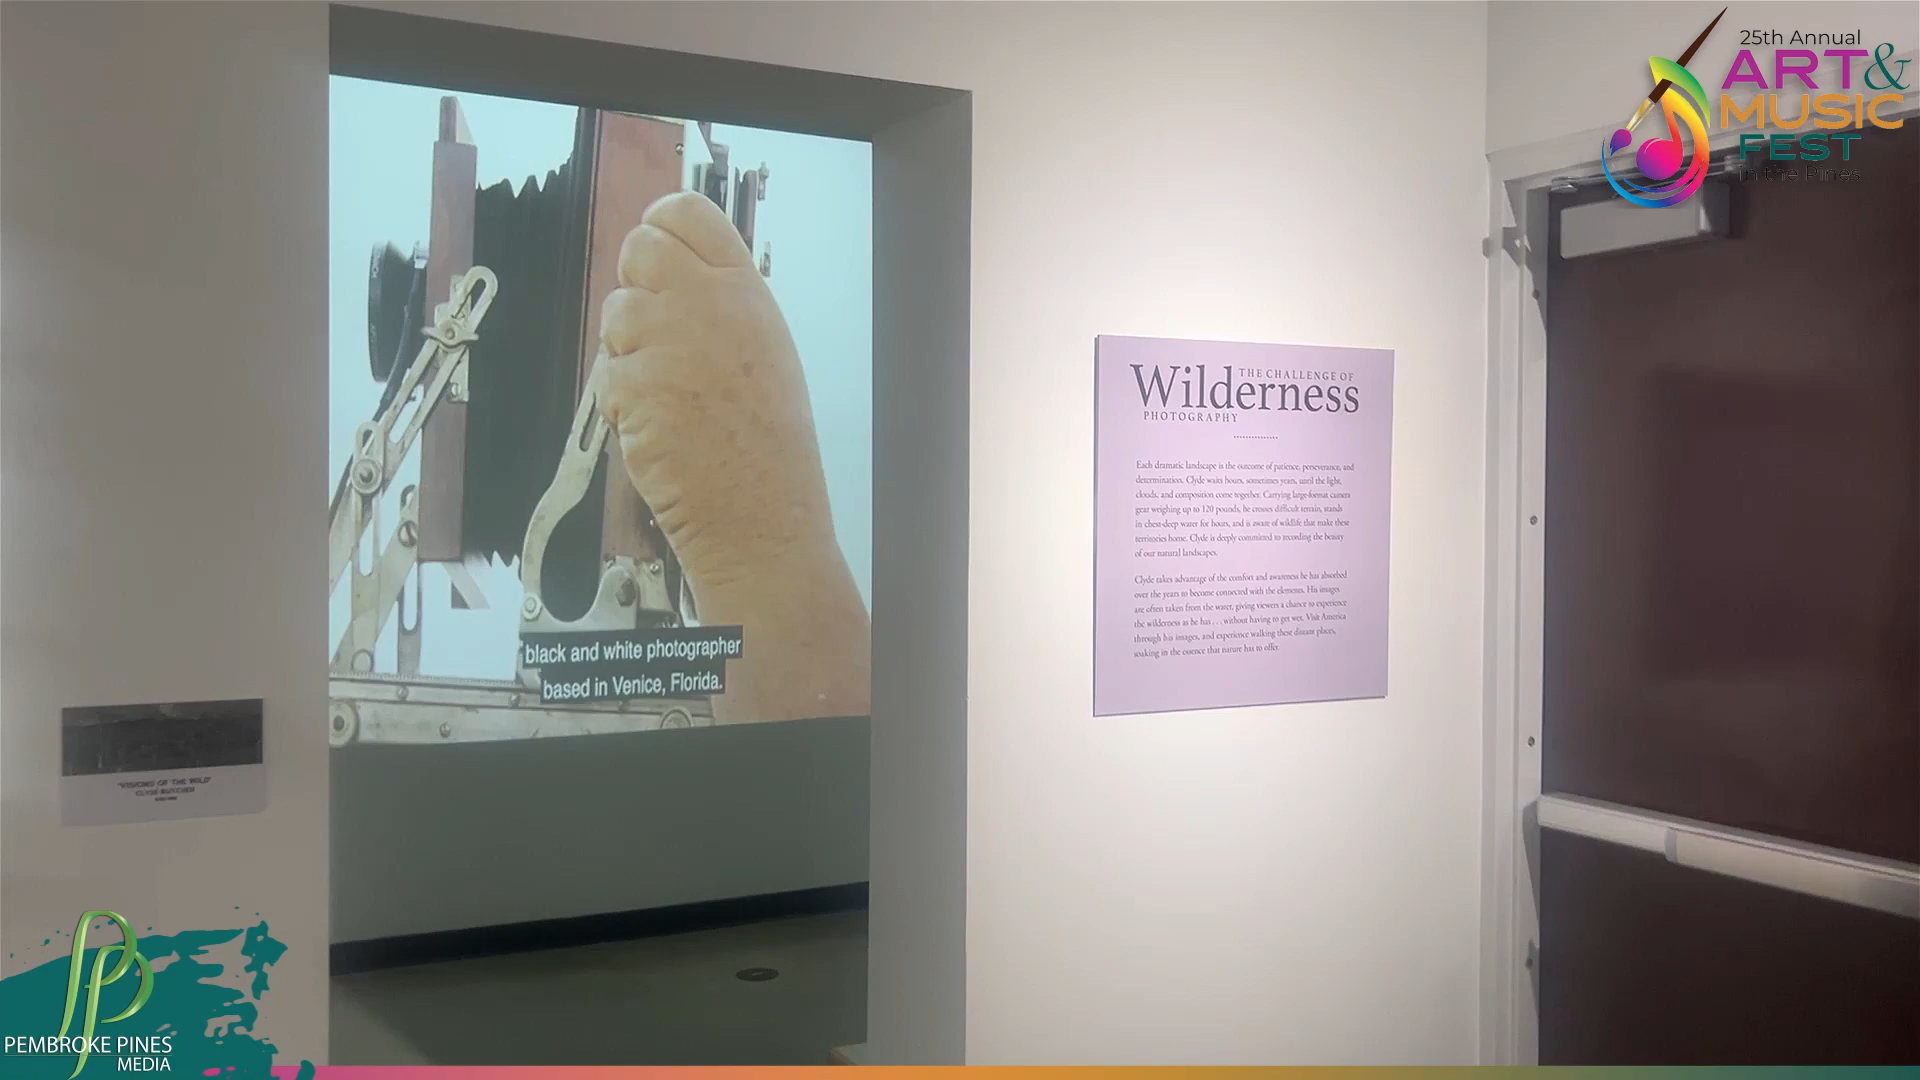 25th Annual
ART&
MUSIC
FEST
in the Pines
THE CHALLENGE OF
Wilderness
PHOTOGRAPHY
Each dramatic landscape is the outcome of patience, perseverance, and
determination. Clyde waits hours, sometimes years, until the light,
clouds, and composition come together. Carrying large-format camera
gear weighing up to 120 pounds, he crosses difficult terrain, stands
in chest-deep water for hours, and is aware of wildlife that make these
territories home. Clyde is deeply committed to recording the beauty
of our natural landscapes.
Clyde takes advantage of the comfort and awareness he has absorbed
over the years to become connected with the elements. His images
are often taken from the water, giving viewers a chance to experience
the wilderness as he has . . . without having to get wet. Visit America
through his images, and experience walking these distant places,
soaking in the essence that nature has to offer.
black and white photographer
based in Venice, Florida.
"VISIONS OF THE WILD"
CLYDE BUTCHER
PEMBROKE PINES
MEDIA